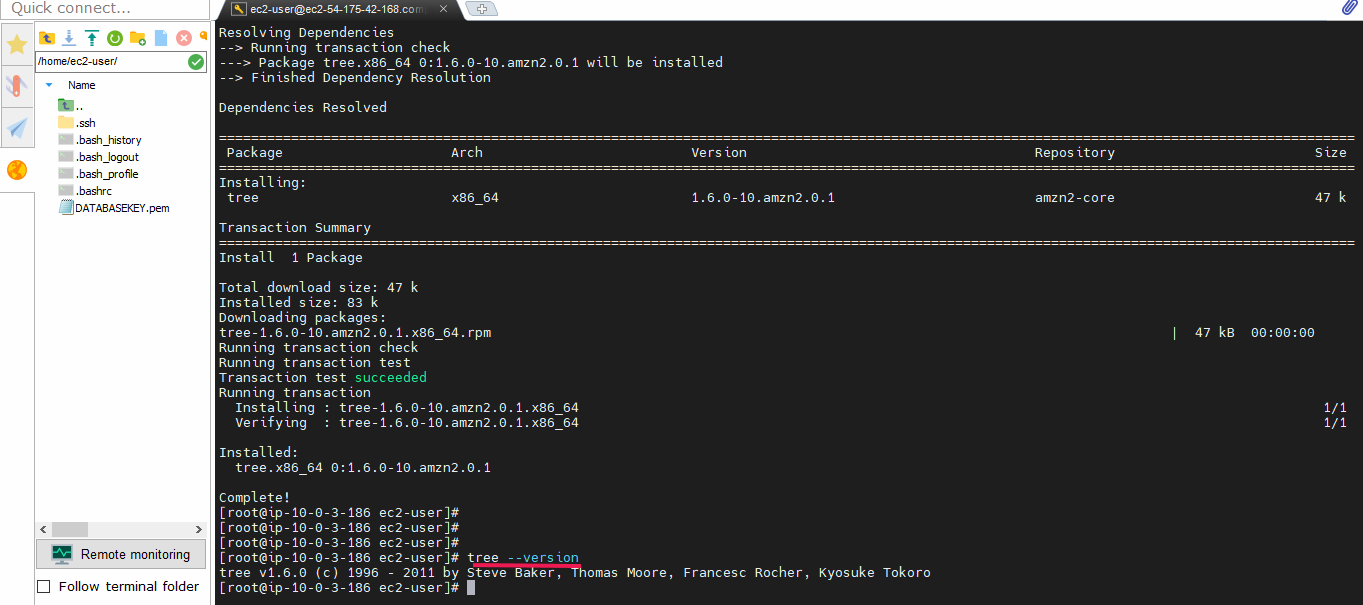 Quick connect...
ec2-user@ec2-54-175-42-168.com
/home/ec2-user/
Name
..
.ssh
.bash_history
.bash_logout
.bash_profile
.bashrc
DATABASEKEY.pem
Remote monitoring
Follow terminal folder
Resolving Dependencies
--> Running transaction check
---> Package tree.x86_64 0:1.6.0-10.amzn2.0.1 will be installed
--> Finished Dependency Resolution
Dependencies Resolved
Package Arch Version Repository Size
Installing:
tree x86_64 1.6.0-10.amzn2.0.1 amzn2-core 47 k
Transaction Summary
Install 1 Package
Total download size: 47 k
Installed size: 83 k
Downloading packages:
tree-1.6.0-10.amzn2.0.1.x86_64.rpm | 47 kB 00:00:00
Running transaction check
Running transaction test
Transaction test succeeded
Running transaction
Installing : tree-1.6.0-10.amzn2.0.1.x86_64 1/1
Verifying : tree-1.6.0-10.amzn2.0.1.x86_64 1/1
Installed:
tree.x86_64 0:1.6.0-10.amzn2.0.1
Complete!
[root@ip-10-0-3-186 ec2-user]#
[root@ip-10-0-3-186 ec2-user]#
[root@ip-10-0-3-186 ec2-user]#
[root@ip-10-0-3-186 ec2-user]# tree --version
tree v1.6.0 (c) 1996 - 2011 by Steve Baker, Thomas Moore, Francesc Rocher, Kyosuke Tokoro
[root@ip-10-0-3-186 ec2-user]#